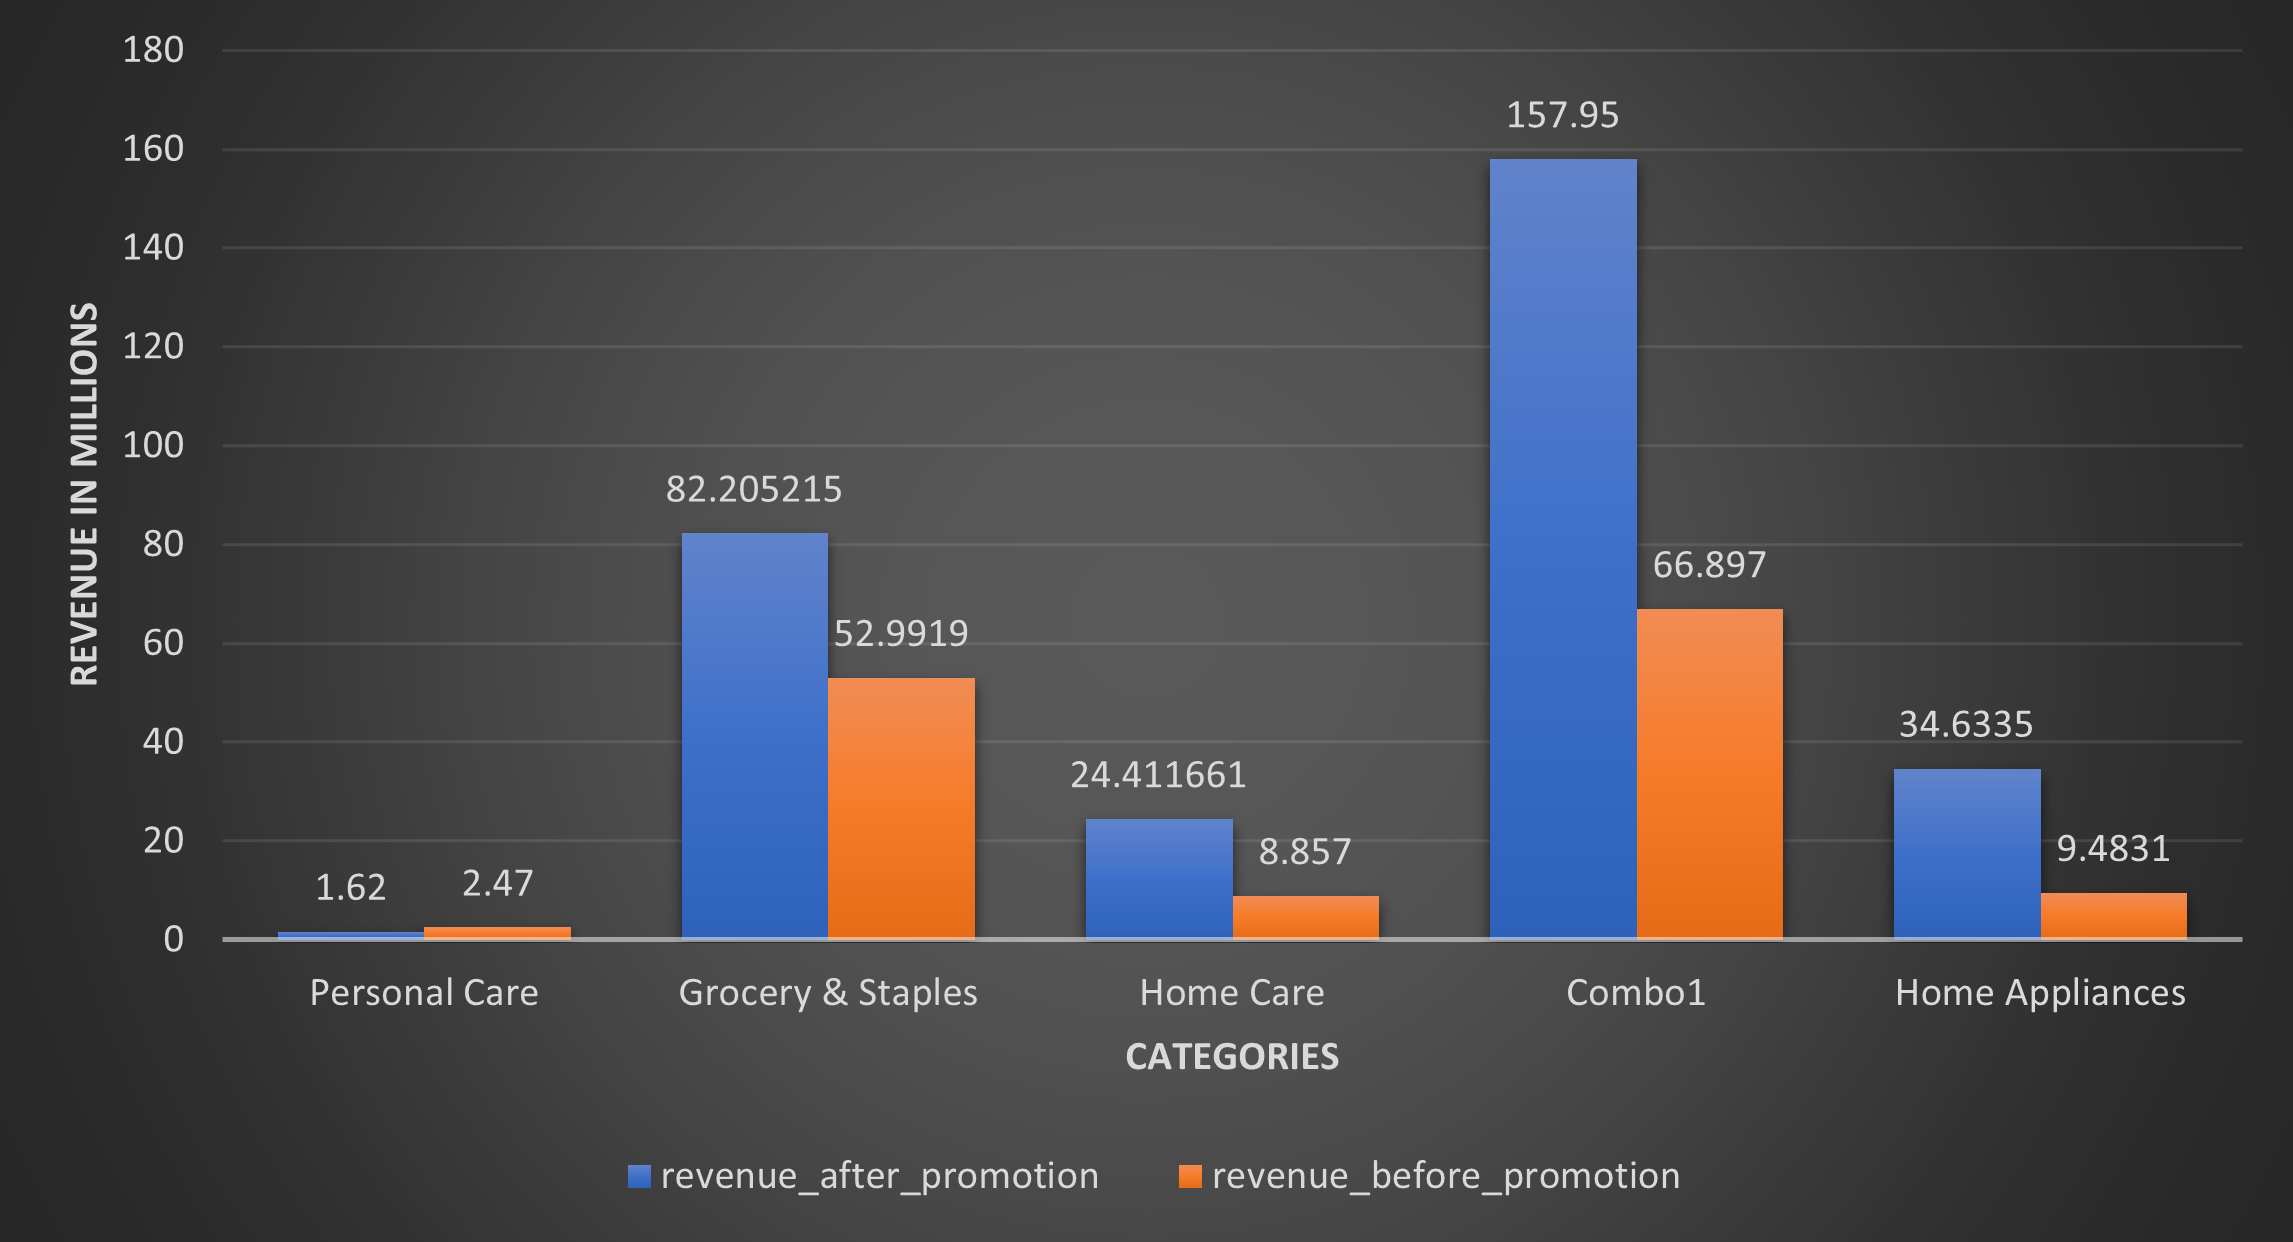 180
160
140
120
100
80
60
40
20
0
REVENUE IN MILLIONS
157.95
82.205215
66.897
52.9919
34.6335
24.411661
8.857
9.4831
1.62
2.47
Personal Care
Grocery & Staples
Home Care
Combo1
Home Appliances
CATEGORIES
revenue_after_promotion
revenue_before_promotion